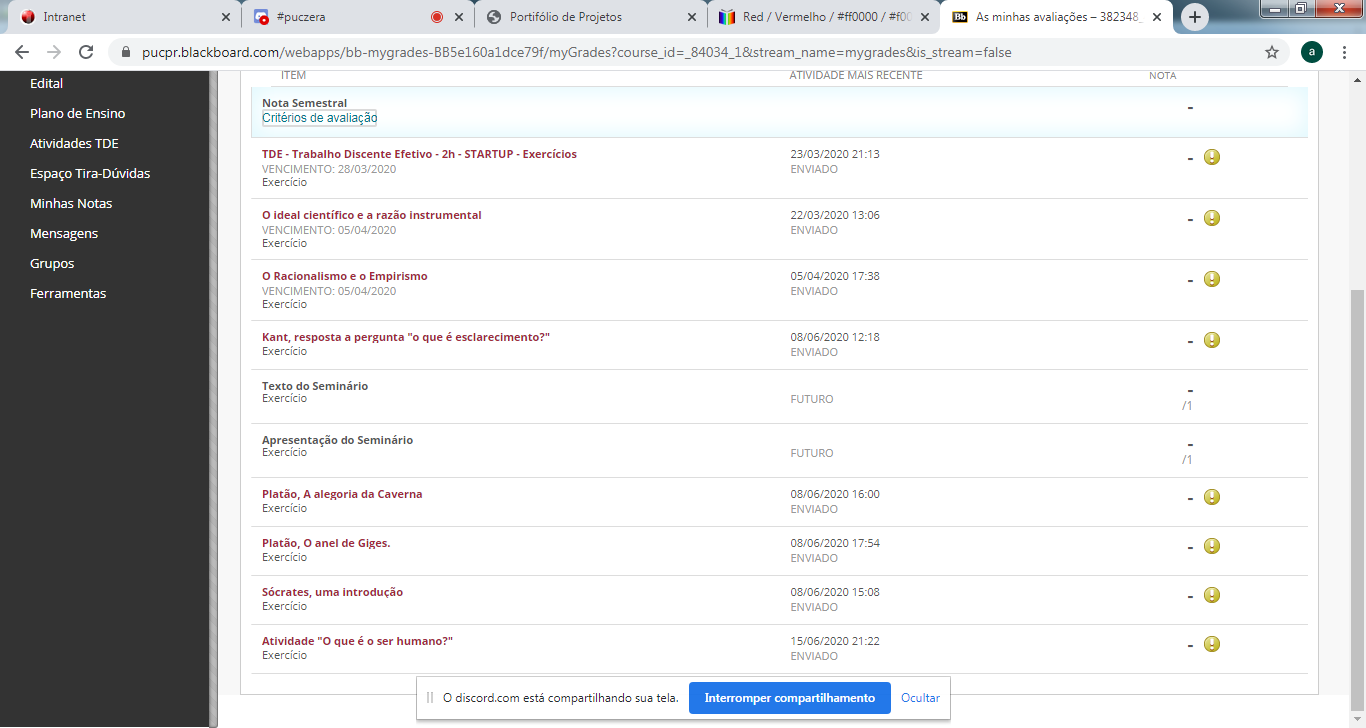 Intranet
#puczera
Portifólio de Projetos
Red / Vermelho / #ff0000 / #f00
As minhas avaliações – 382348_
pucpr.blackboard.com/webapps/bb-mygrades-BB5e160a1dce79f/myGrades?course_id=_84034_1&stream_name=mygrades&is_stream=false
a
Edital
Plano de Ensino
Atividades TDE
Espaço Tira-Dúvidas
Minhas Notas
Mensagens
Grupos
Ferramentas
ITEM ATIVIDADE MAIS RECENTE NOTA
Nota Semestral -
Critérios de avaliação
TDE - Trabalho Discente Efetivo - 2h - STARTUP - Exercícios 23/03/2020 21:13 -
VENCIMENTO: 28/03/2020 ENVIADO
Exercício
O ideal científico e a razão instrumental 22/03/2020 13:06 -
VENCIMENTO: 05/04/2020 ENVIADO
Exercício
O Racionalismo e o Empirismo 05/04/2020 17:38 -
VENCIMENTO: 05/04/2020 ENVIADO
Exercício
Kant, resposta a pergunta "o que é esclarecimento?" 08/06/2020 12:18 -
Exercício ENVIADO
Texto do Seminário -
Exercício FUTURO /1
Apresentação do Seminário -
Exercício FUTURO /1
Platão, A alegoria da Caverna 08/06/2020 16:00 -
Exercício ENVIADO
Platão, O anel de Giges. 08/06/2020 17:54 -
Exercício ENVIADO
Sócrates, uma introdução 08/06/2020 15:08 -
Exercício ENVIADO
Atividade "O que é o ser humano?" 15/06/2020 21:22 -
Exercício ENVIADO
O discord.com está compartilhando sua tela. Interromper compartilhamento Ocultar